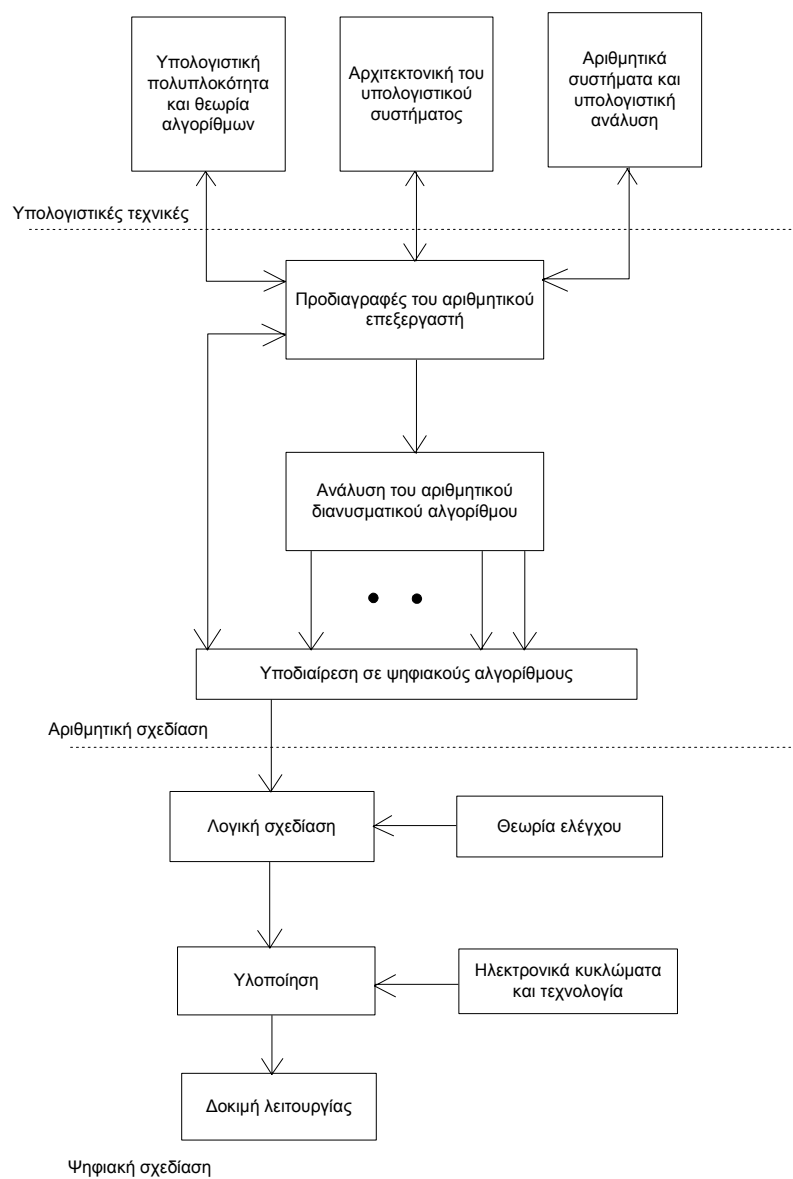 Υπολογιστική
πολυπλοκότητα
και θεωρία
αλγορίθμων
Αρχιτεκτονική του
υπολογιστικού
συστήματος
Αριθμητικά
συστήματα και
υπολογιστική
ανάλυση
Υπολογιστικές τεχνικές
Προδιαγραφές του αριθμητικού
επεξεργαστή
Ανάλυση του αριθμητικού
διανυσματικού αλγορίθμου
Υποδιαίρεση σε ψηφιακούς αλγορίθμους
Αριθμητική σχεδίαση
Λογική σχεδίαση
Θεωρία ελέγχου
Υλοποίηση
Ηλεκτρονικά κυκλώματα
και τεχνολογία
Δοκιμή λειτουργίας
Ψηφιακή σχεδίαση